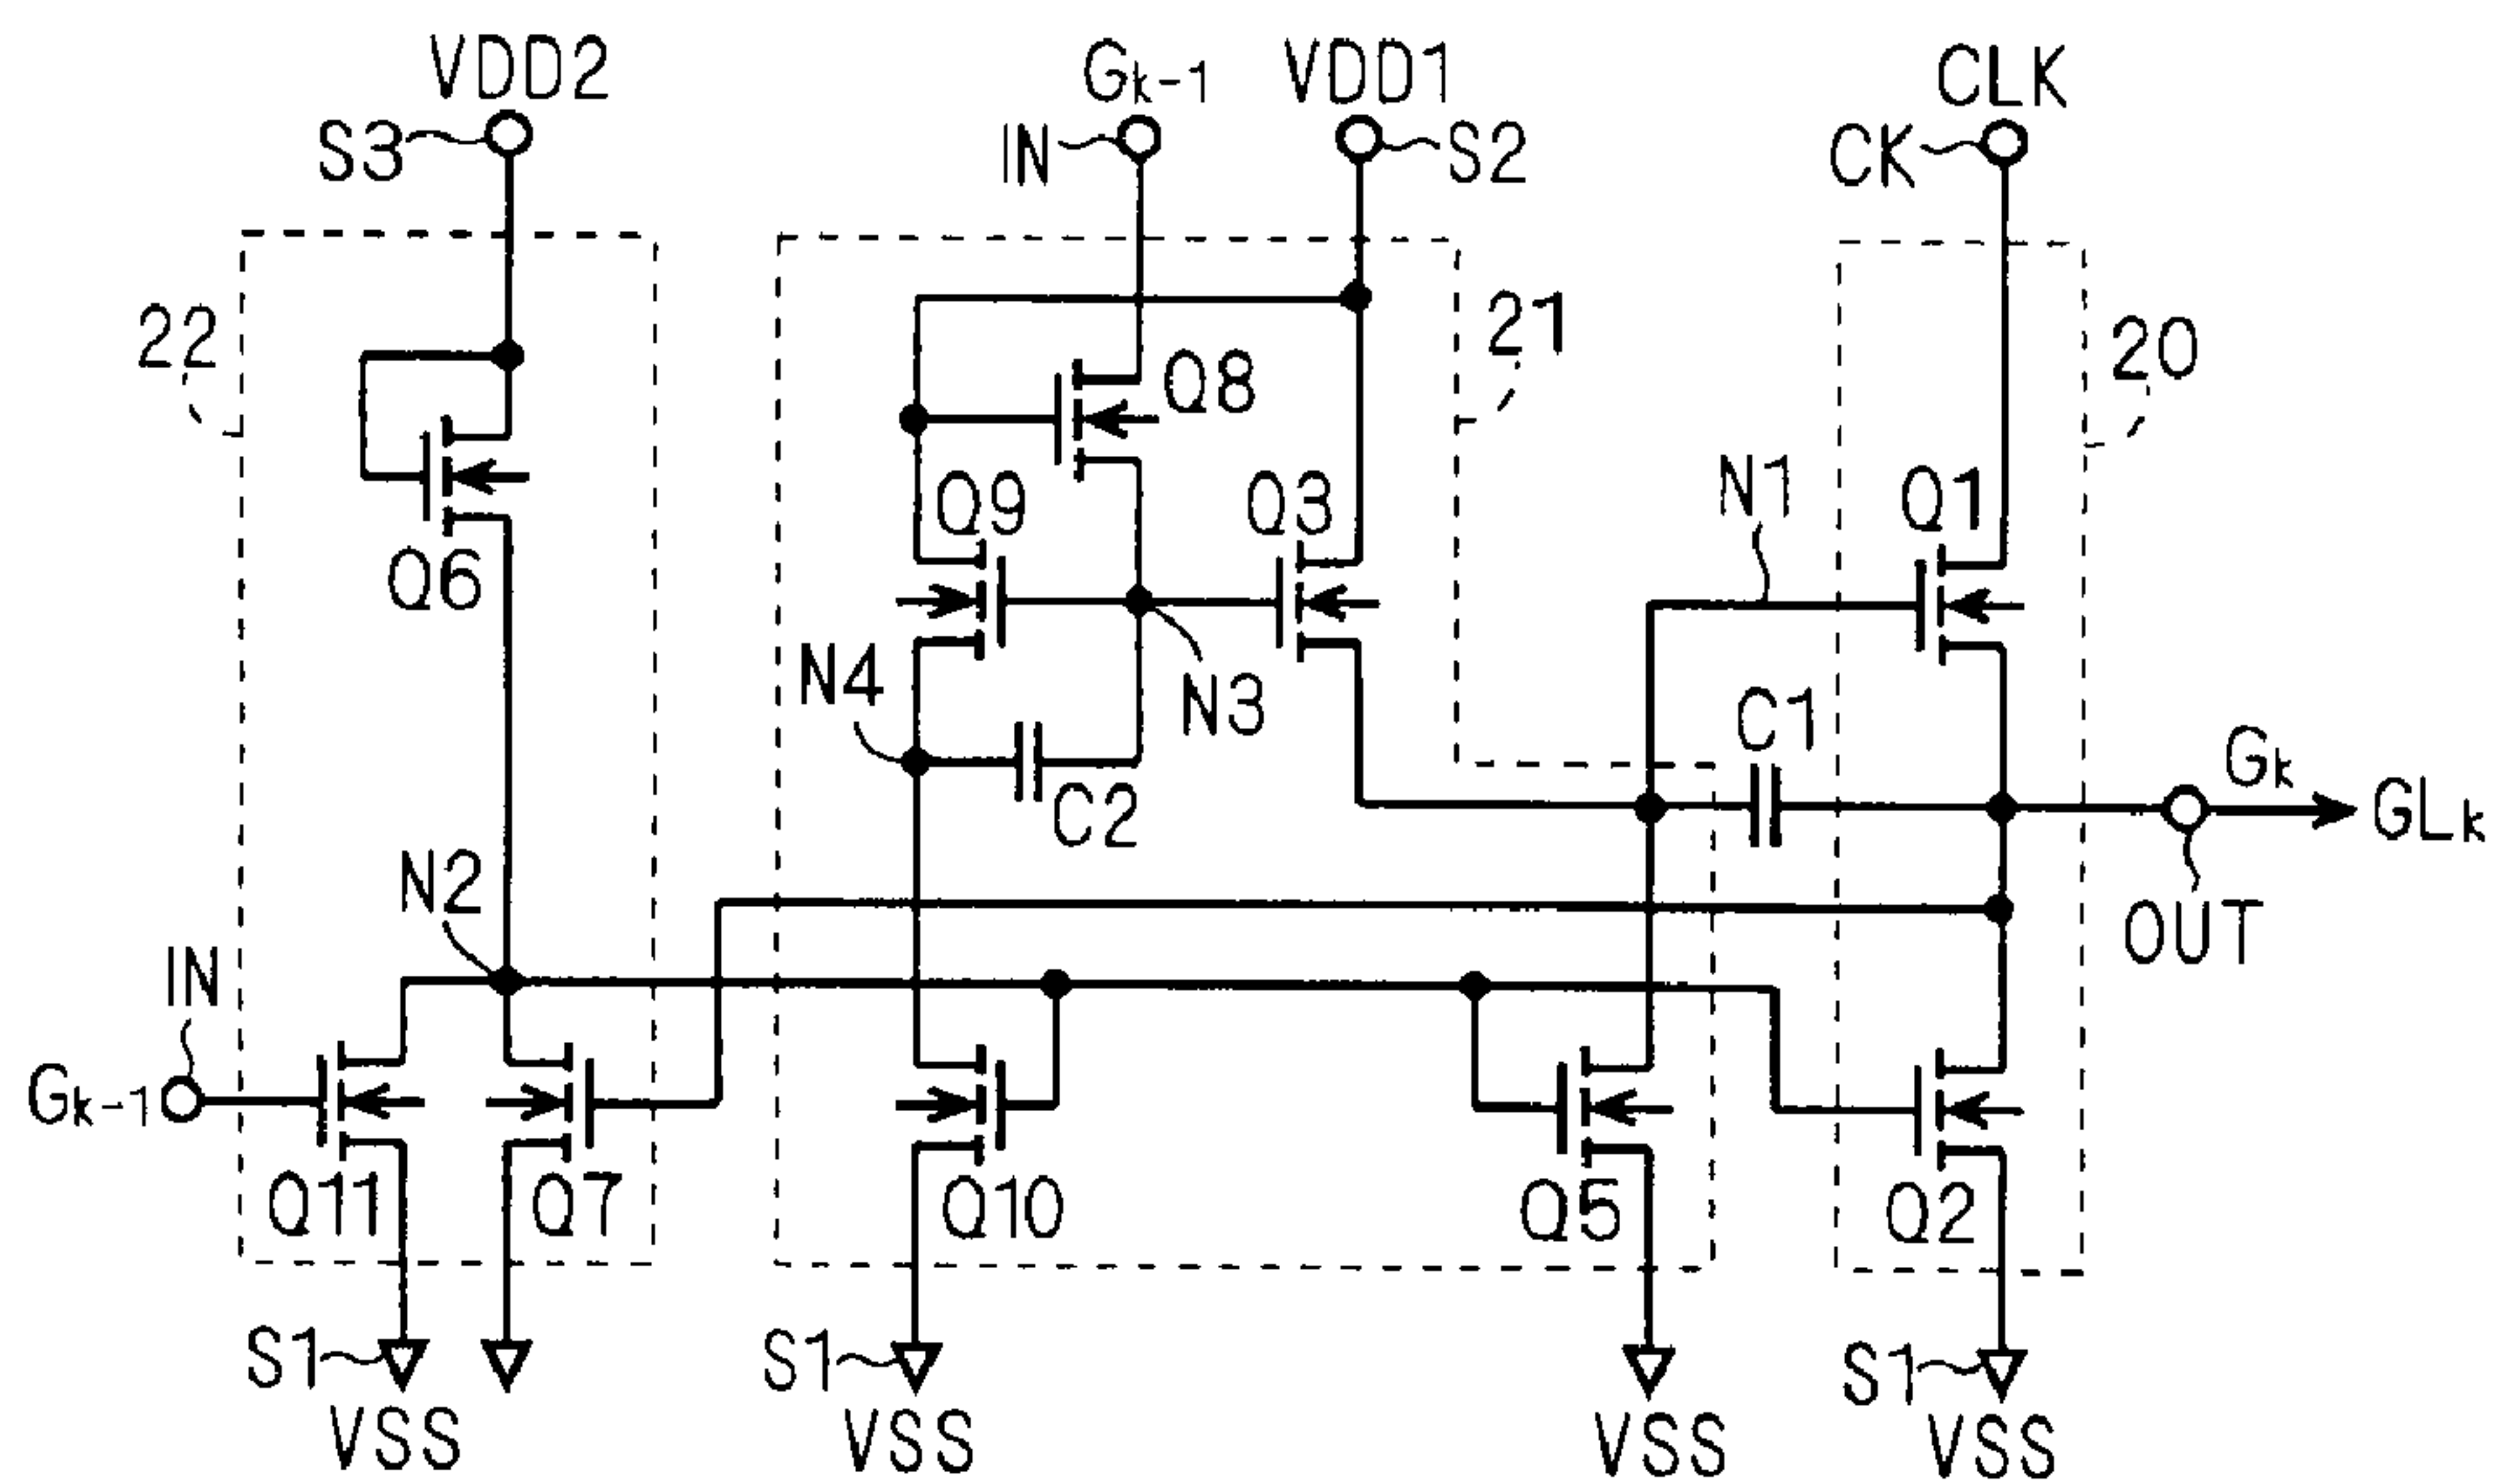 VDD2
Gk-1
VDD1
CLK
S3
IN
S2
CK
22
21
20
Q8
Q9
Q3
N1
Q1
Q6
N4
N3
C1
Gk
GLk
C2
N2
OUT
IN
Gk-1
Q11
Q7
Q10
Q5
Q2
S1
S1
S1
VSS
VSS
VSS
VSS